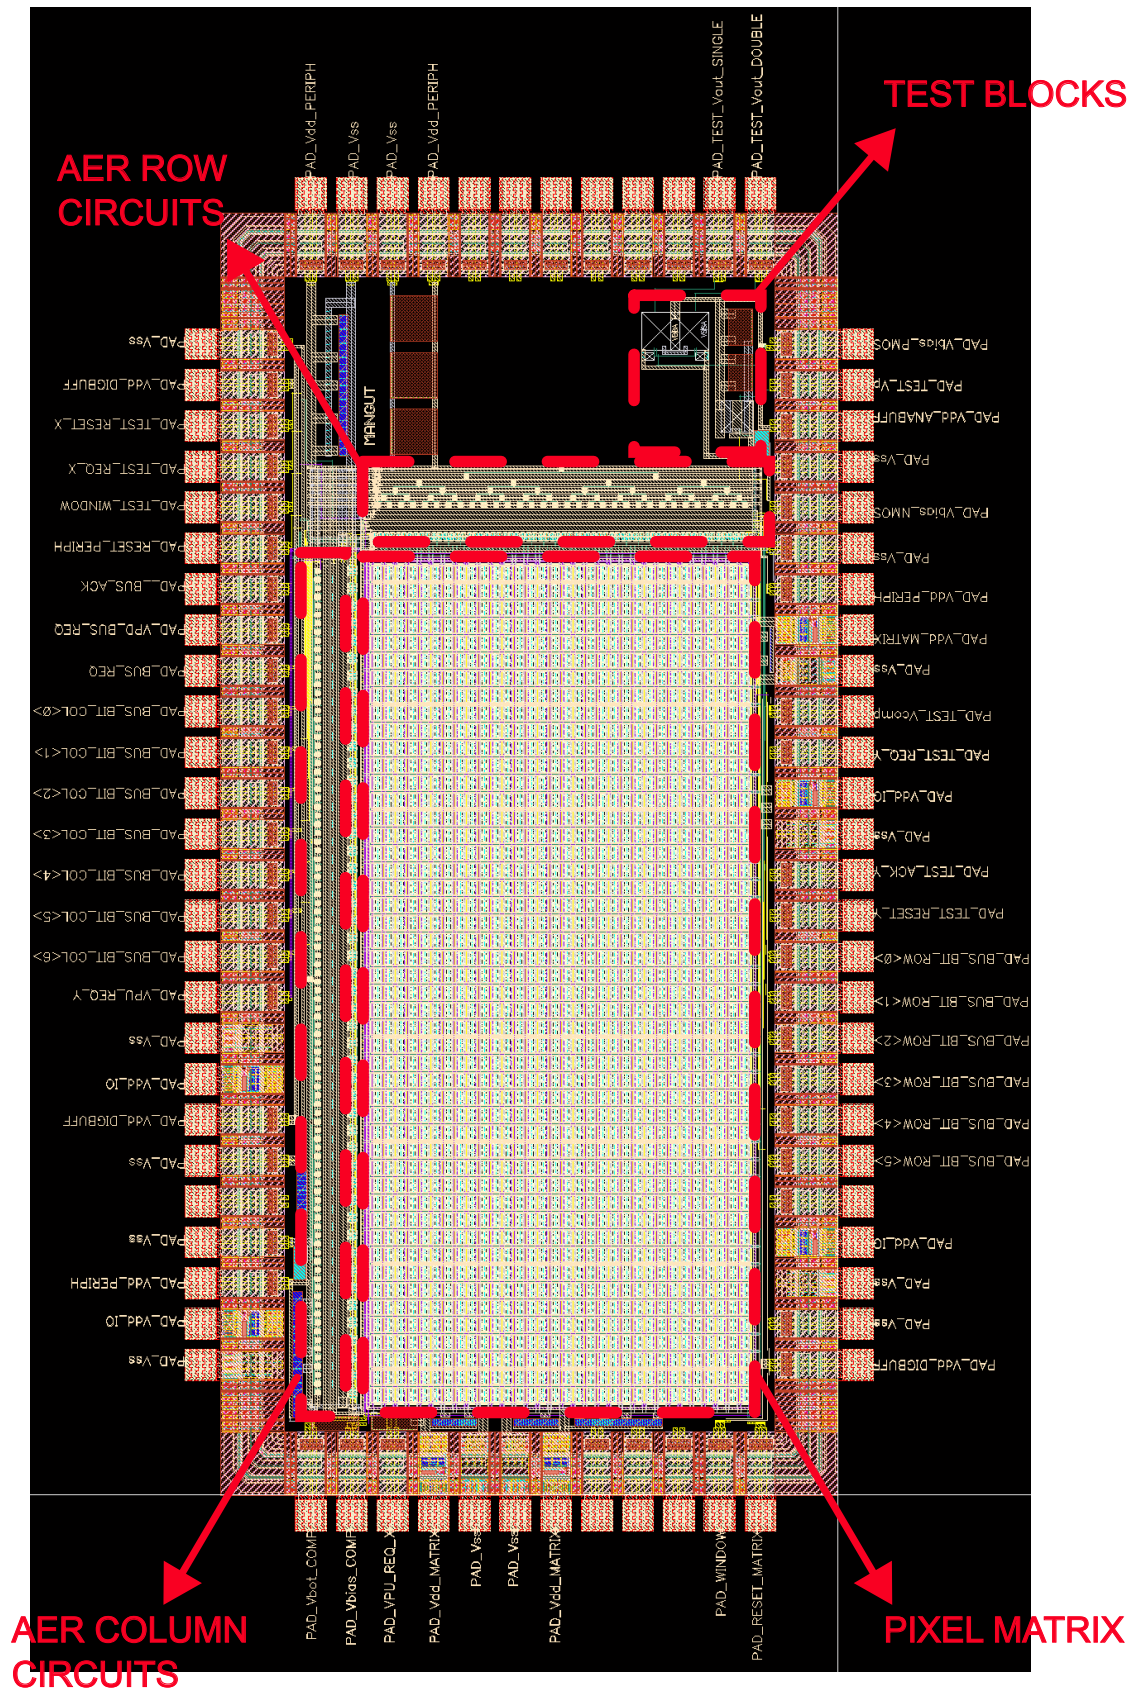 TEST BLOCKS
AER ROW
CIRCUITS
PAD_Vdd_PERIPH
PAD_Vss
PAD_Vss
PAD_Vdd_PERIPH
PAD_TEST_Vout_SINGLE
PAD_TEST_Vout_DOUBLE
MANGUT
PAD_Vss
PAD_Vdd_DIGBUFF
PAD_TEST_RESET_X
PAD_TEST_REQ_X
PAD_TEST_WINDOW
PAD_RESET_PERIPH
PAD__BUS_ACK
PAD_VPD_BUS_REQ
PAD_BUS_REQ
PAD_BUS_BIT_COL<0>
PAD_BUS_BIT_COL<1>
PAD_BUS_BIT_COL<2>
PAD_BUS_BIT_COL<3>
PAD_BUS_BIT_COL<4>
PAD_BUS_BIT_COL<5>
PAD_BUS_BIT_COL<6>
PAD_VPU_REQ_Y
PAD_Vss
PAD_Vdd_IO
PAD_Vdd_DIGBUFF
PAD_Vss
PAD_Vss
PAD_Vdd_PERIPH
PAD_Vdd_IO
PAD_Vss
PAD_Vbias_PMOS
PAD_Vdd_ANABUFF
PAD_Vss
PAD_Vbias_NMOS
PAD_Vss
PAD_Vdd_PERIPH
PAD_Vdd_MATRIX
PAD_Vss
PAD_TEST_Vcomp
PAD_TEST_REQ_Y
PAD_Vdd_IO
PAD_Vss
PAD_TEST_ACK_Y
PAD_TEST_RESET_Y
PAD_BUS_BIT_ROW<0>
PAD_BUS_BIT_ROW<1>
PAD_BUS_BIT_ROW<2>
PAD_BUS_BIT_ROW<3>
PAD_BUS_BIT_ROW<4>
PAD_BUS_BIT_ROW<5>
PAD_Vdd_IO
PAD_Vss
PAD_Vss
PAD_Vdd_DIGBUFF
PAD_Vbot_COMP
PAD_Vbias_COMP
PAD_VPU_REQ_X
PAD_Vdd_MATRIX
PAD_Vss
PAD_Vss
PAD_Vdd_MATRIX
PAD_WINDOW
PAD_RESET_MATRIX
AER COLUMN
CIRCUITS
PIXEL MATRIX